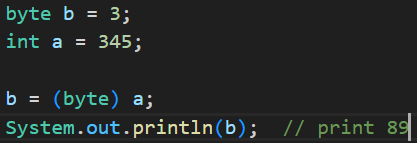 byte b = 3;
int a = 345;
b = (byte) a;
System.out.println(b);  // print 89